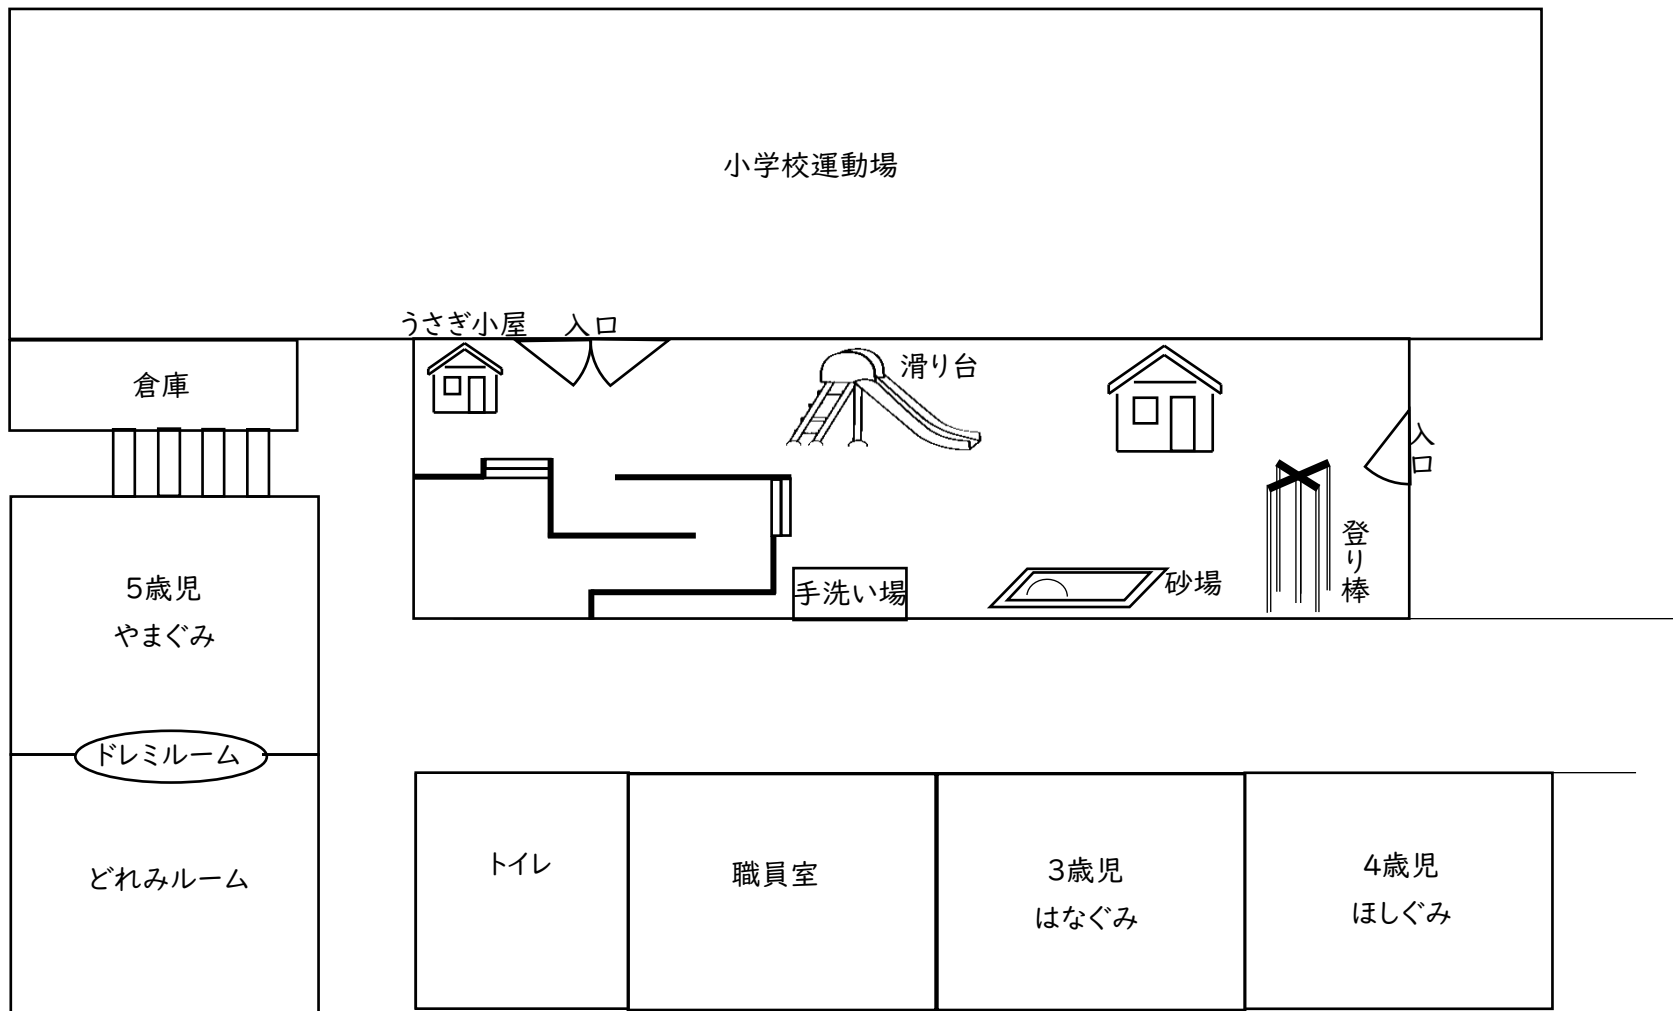 小学校運動場
うさぎ小屋
入口
倉庫
滑り台
入口
登り棒
5歳児
やまぐみ
手洗い場
砂場
ドレミルーム
どれみルーム
トイレ
職員室
3歳児
はなぐみ
4歳児
ほしぐみ